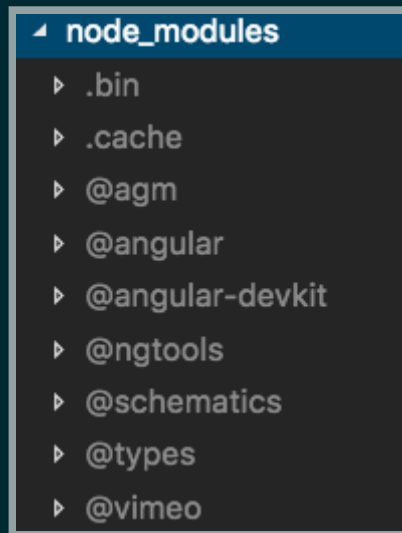 node_modules
.bin
.cache
@agm
@angular
@angular-devkit
@ngtools
@schematics
@types
@vimeo